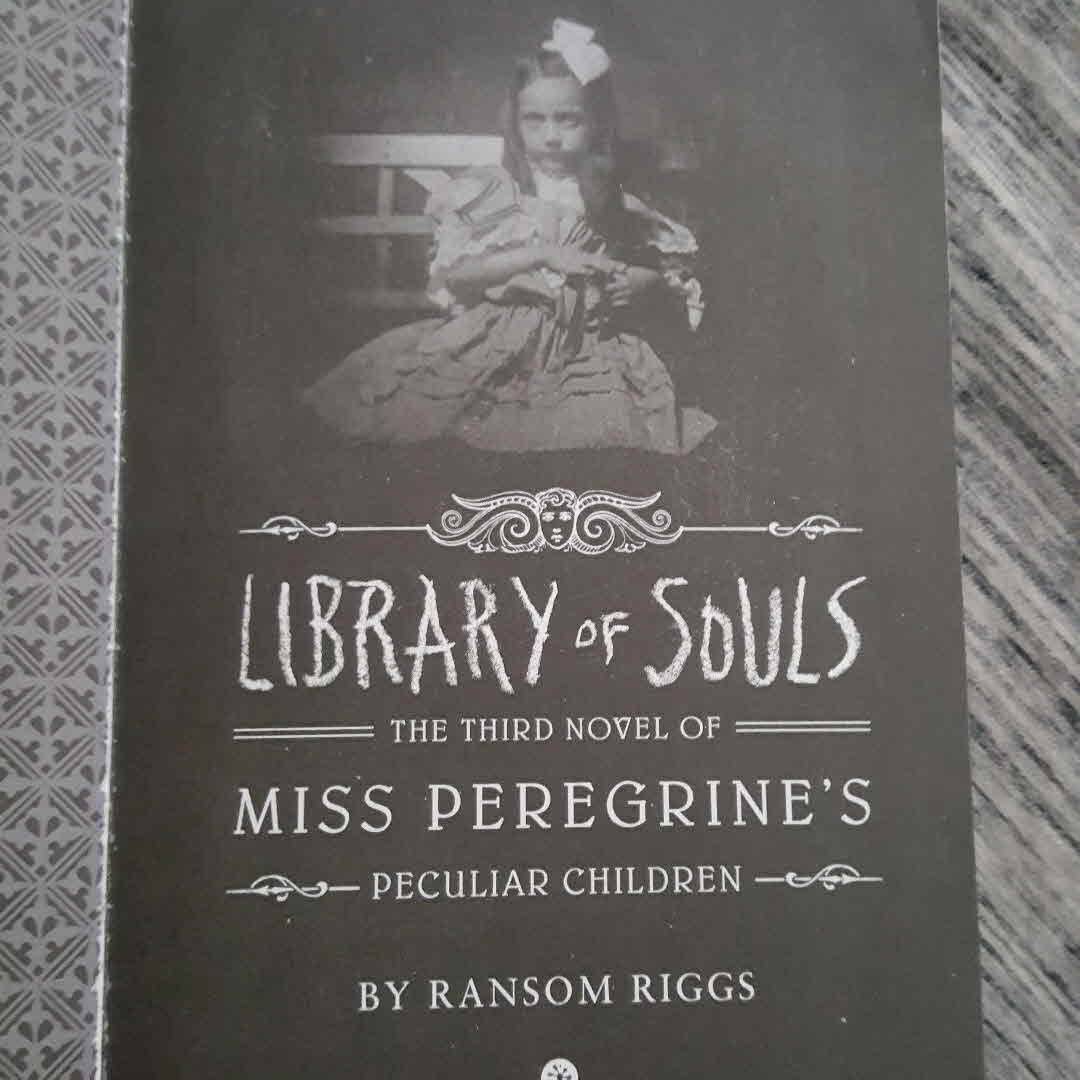 LIBRARY OF SOULS
THE THIRD NOVEL OF
MISS PEREGRINE'S
PECULIAR CHILDREN
BY RANSOM RIGGS